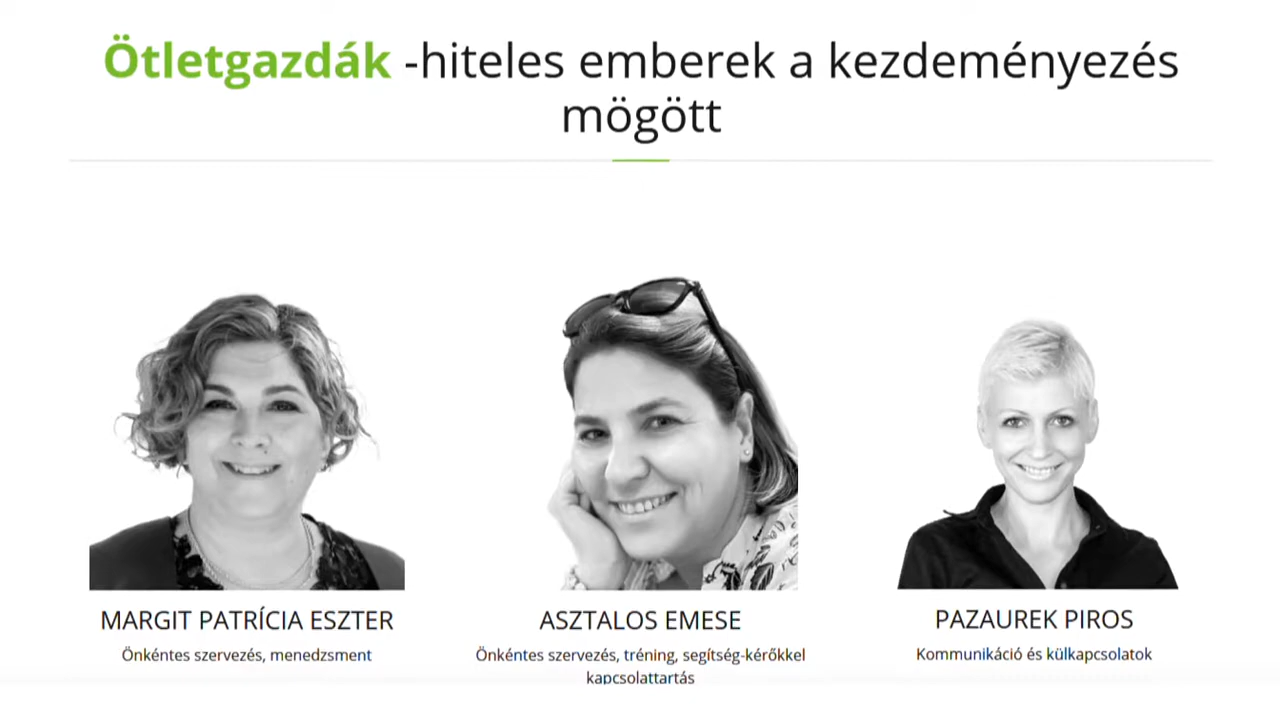 Ötletgazdák -hiteles emberek a kezdeményezés
mögött
MARGIT PATRÍCIA ESZTER
Önkéntes szervezés, menedzsment
ASZTALOS EMESE
Önkéntes szervezés, tréning, segítség-kérőkkel
kapcsolattartás
PAZAUREK PIROS
Kommunikáció és külkapcsolatok